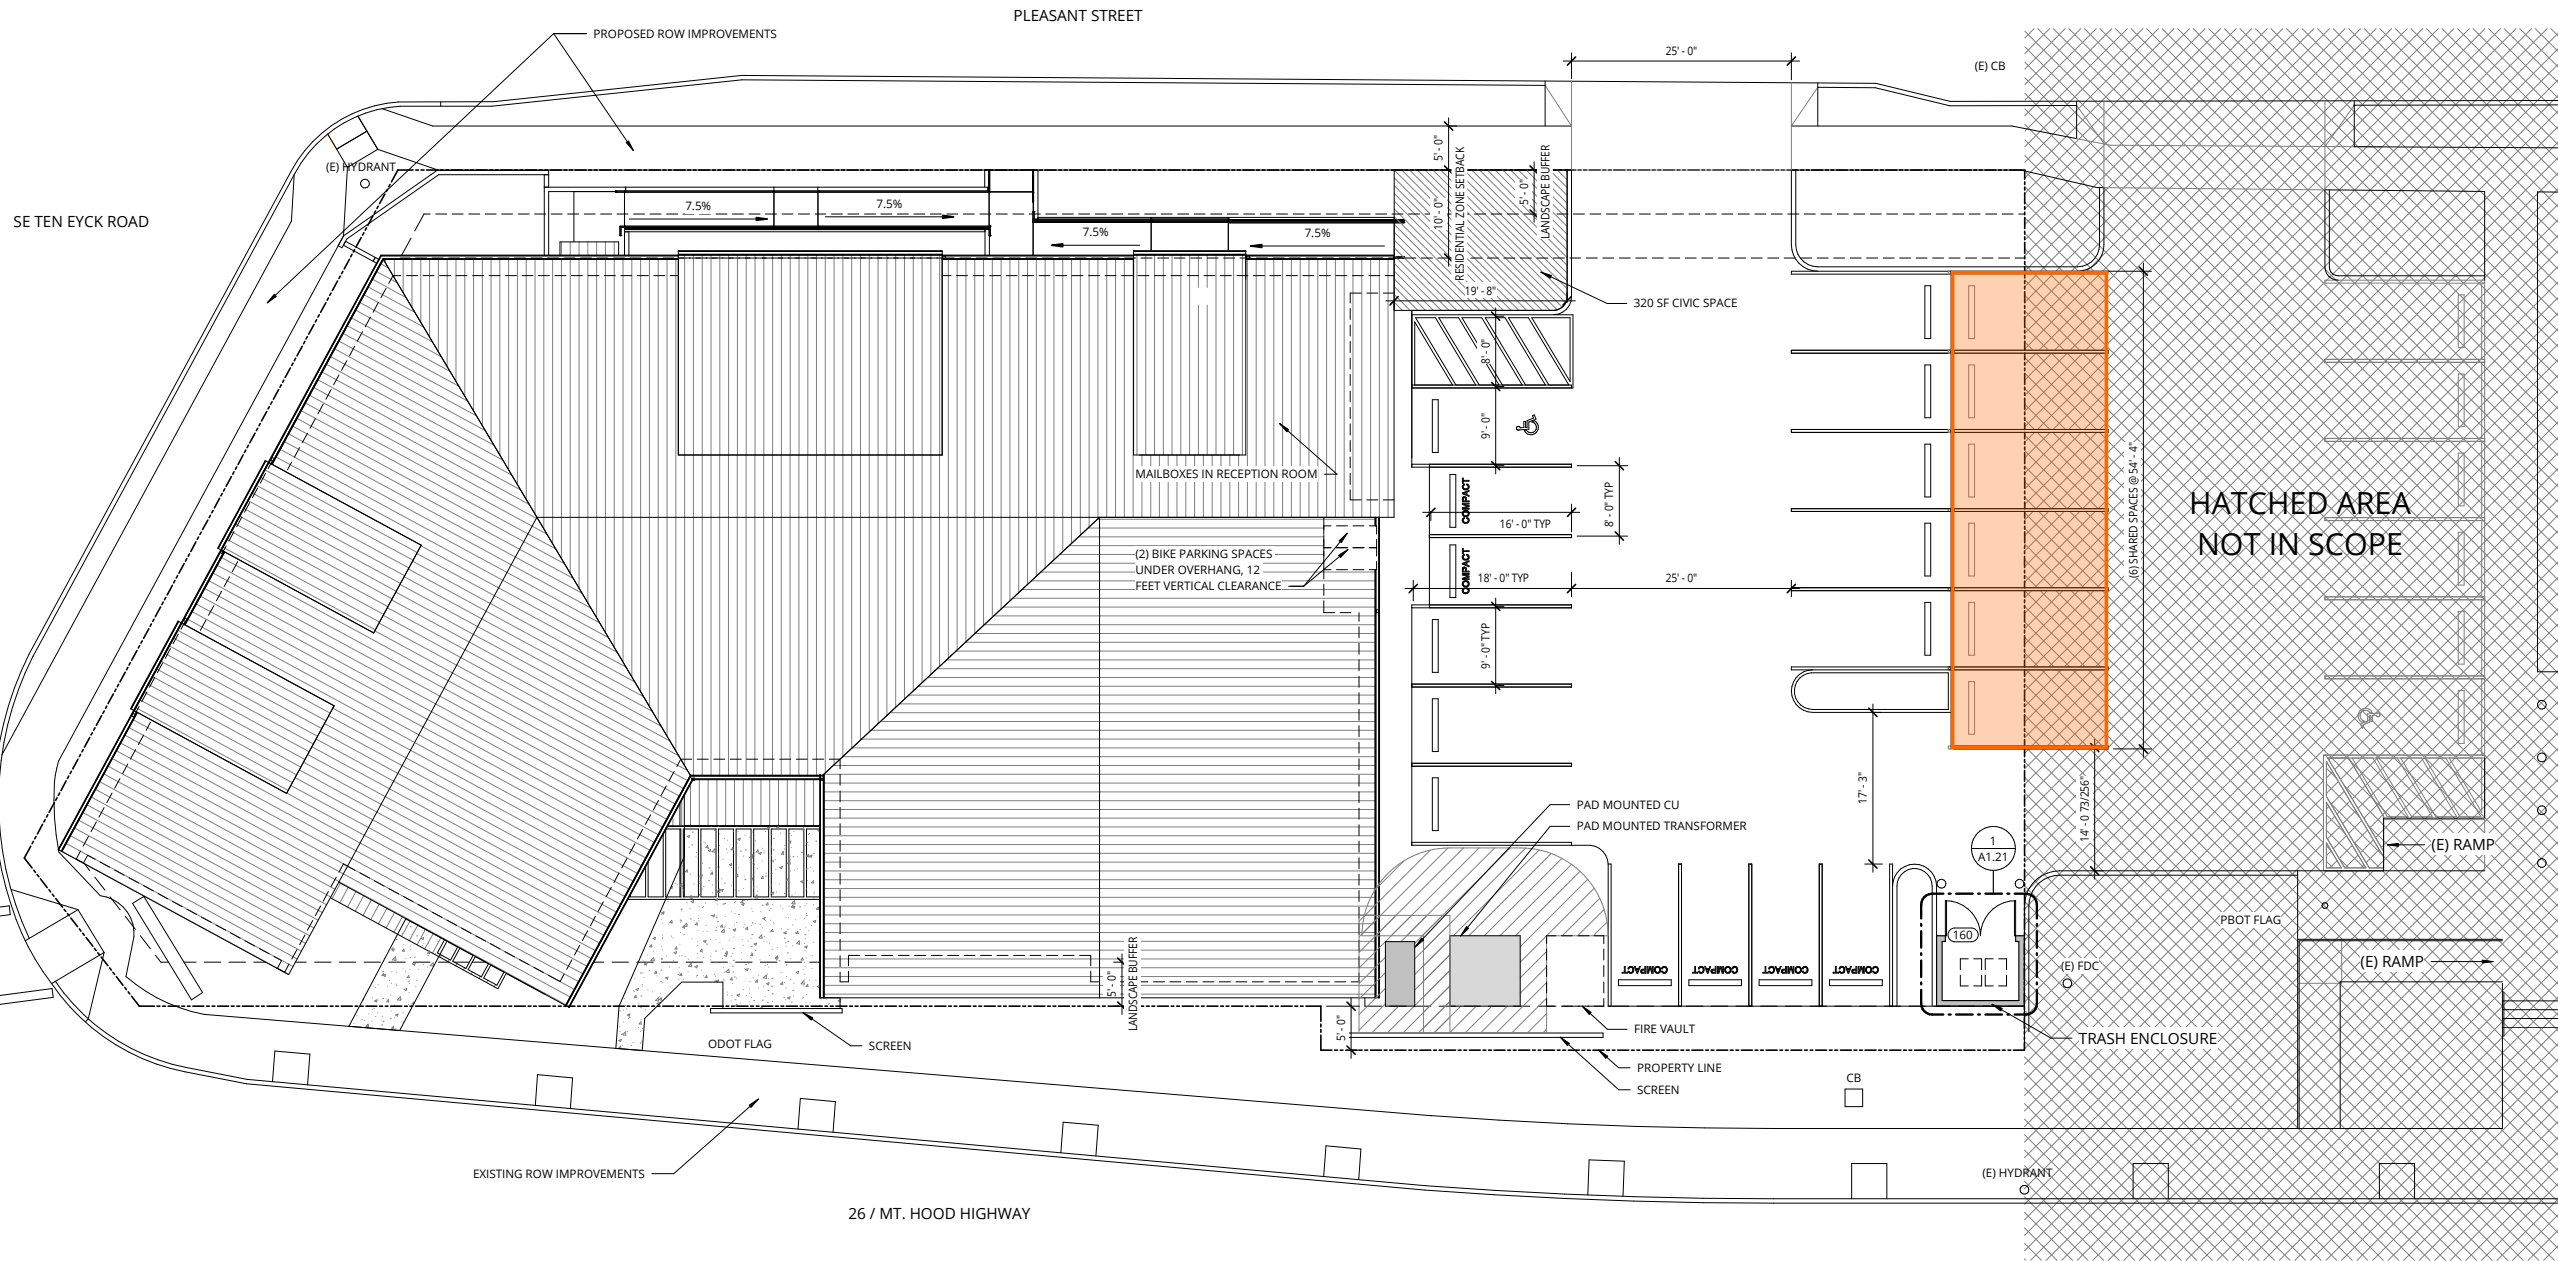 PLEASANT STREET
PROPOSED ROW IMPROVEMENTS
25' - 0"
(E) CB
(E) HYDRANT
SE TEN EYCK ROAD
7.5%
7.5%
7.5%
7.5%
5' - 0"
10' - 0"
RESIDENTIAL ZONE SETBACK
5' - 0"
LANDSCAPE BUFFER
19' - 8"
320 SF CIVIC SPACE
8' - 0"
9' - 0"
MAILBOXES IN RECEPTION ROOM
COMPACT
16' - 0" TYP
8' - 0" TYP
(2) BIKE PARKING SPACES
UNDER OVERHANG, 12
FEET VERTICAL CLEARANCE
COMPACT
18' - 0" TYP
25' - 0"
9' - 0" TYP
(6) SHARED SPACES @ 54' - 4"
HATCHED AREA
NOT IN SCOPE
17' - 3"
14' - 0 73/256"
PAD MOUNTED CU
PAD MOUNTED TRANSFORMER
1
A1.21
(E) RAMP
PBOT FLAG
160
(E) RAMP
(E) FDC
COMPACT
COMPACT
COMPACT
COMPACT
5' - 0"
LANDSCAPE BUFFER
5' - 0"
FIRE VAULT
TRASH ENCLOSURE
ODOT FLAG
SCREEN
PROPERTY LINE
SCREEN
CB
EXISTING ROW IMPROVEMENTS
(E) HYDRANT
26 / MT. HOOD HIGHWAY